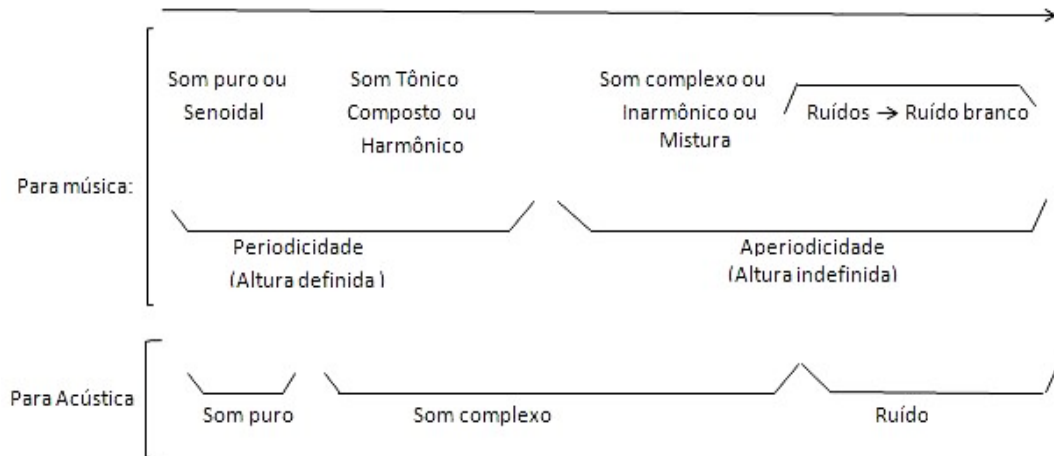 Som puro ou
Senoidal
Som Tônico
Composto ou
Harmônico
Som complexo ou
Inarmônico ou
Mistura
Ruídos → Ruído branco
Para música:
Periodicidade
(Altura definida)
Aperiodicidade
(Altura indefinida)
Para Acústica
Som puro
Som complexo
Ruído